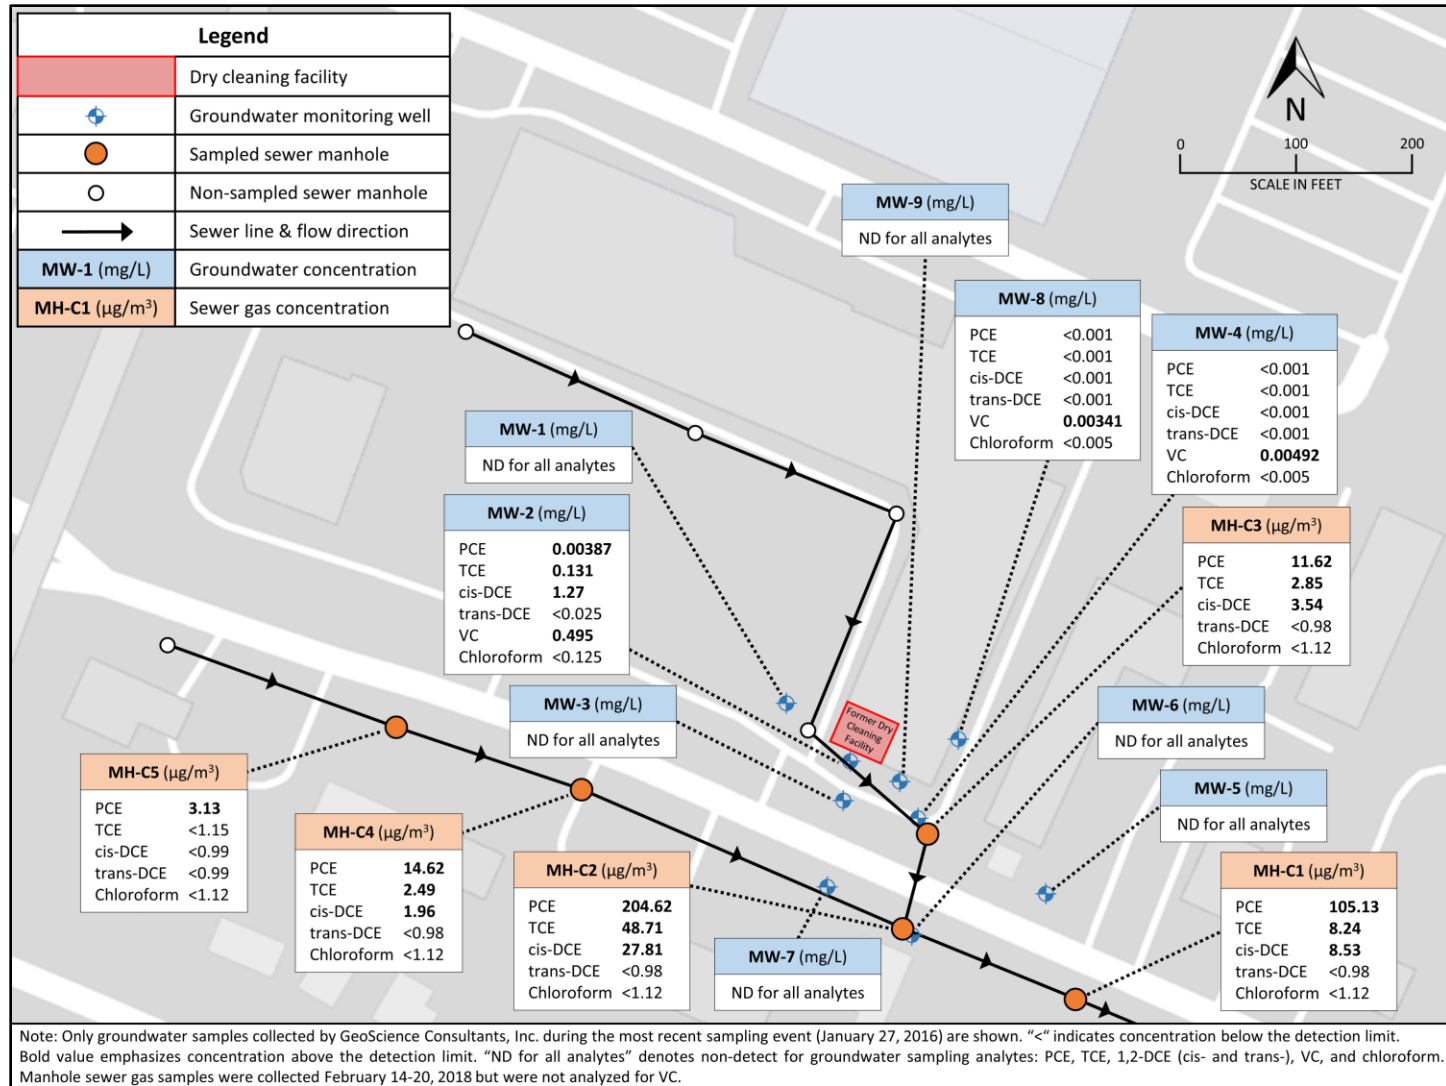 Legend
Dry cleaning facility
Groundwater monitoring well
Sampled sewer manhole
Non-sampled sewer manhole
Sewer line & flow direction
MW-1 (mg/L) Groundwater concentration
MH-C1 (µg/m³) Sewer gas concentration
N
0 100 200
SCALE IN FEET
MW-9 (mg/L)
ND for all analytes
MW-8 (mg/L)
PCE <0.001
TCE <0.001
cis-DCE <0.001
trans-DCE <0.001
VC 0.00341
Chloroform <0.005
MW-4 (mg/L)
PCE <0.001
TCE <0.001
cis-DCE <0.001
trans-DCE <0.001
VC 0.00492
Chloroform <0.005
MW-1 (mg/L)
ND for all analytes
MW-2 (mg/L)
PCE 0.00387
TCE 0.131
cis-DCE 1.27
trans-DCE <0.025
VC 0.495
Chloroform <0.125
MH-C3 (µg/m³)
PCE 11.62
TCE 2.85
cis-DCE 3.54
trans-DCE <0.98
Chloroform <1.12
MW-3 (mg/L)
ND for all analytes
Former Dry
Cleaning
Facility
MW-6 (mg/L)
ND for all analytes
MH-C5 (µg/m³)
PCE 3.13
TCE <1.15
cis-DCE <0.99
trans-DCE <0.99
Chloroform <1.12
MH-C4 (µg/m³)
PCE 14.62
TCE 2.49
cis-DCE 1.96
trans-DCE <0.98
Chloroform <1.12
MH-C2 (µg/m³)
PCE 204.62
TCE 48.71
cis-DCE 27.81
trans-DCE <0.98
Chloroform <1.12
MW-7 (mg/L)
ND for all analytes
MW-5 (mg/L)
ND for all analytes
MH-C1 (µg/m³)
PCE 105.13
TCE 8.24
cis-DCE 8.53
trans-DCE <0.98
Chloroform <1.12
Note: Only groundwater samples collected by GeoScience Consultants, Inc. during the most recent sampling event (January 27, 2016) are shown. “<“ indicates concentration below the detection limit.
Bold value emphasizes concentration above the detection limit. “ND for all analytes” denotes non-detect for groundwater sampling analytes: PCE, TCE, 1,2-DCE (cis- and trans-), VC, and chloroform.
Manhole sewer gas samples were collected February 14-20, 2018 but were not analyzed for VC.